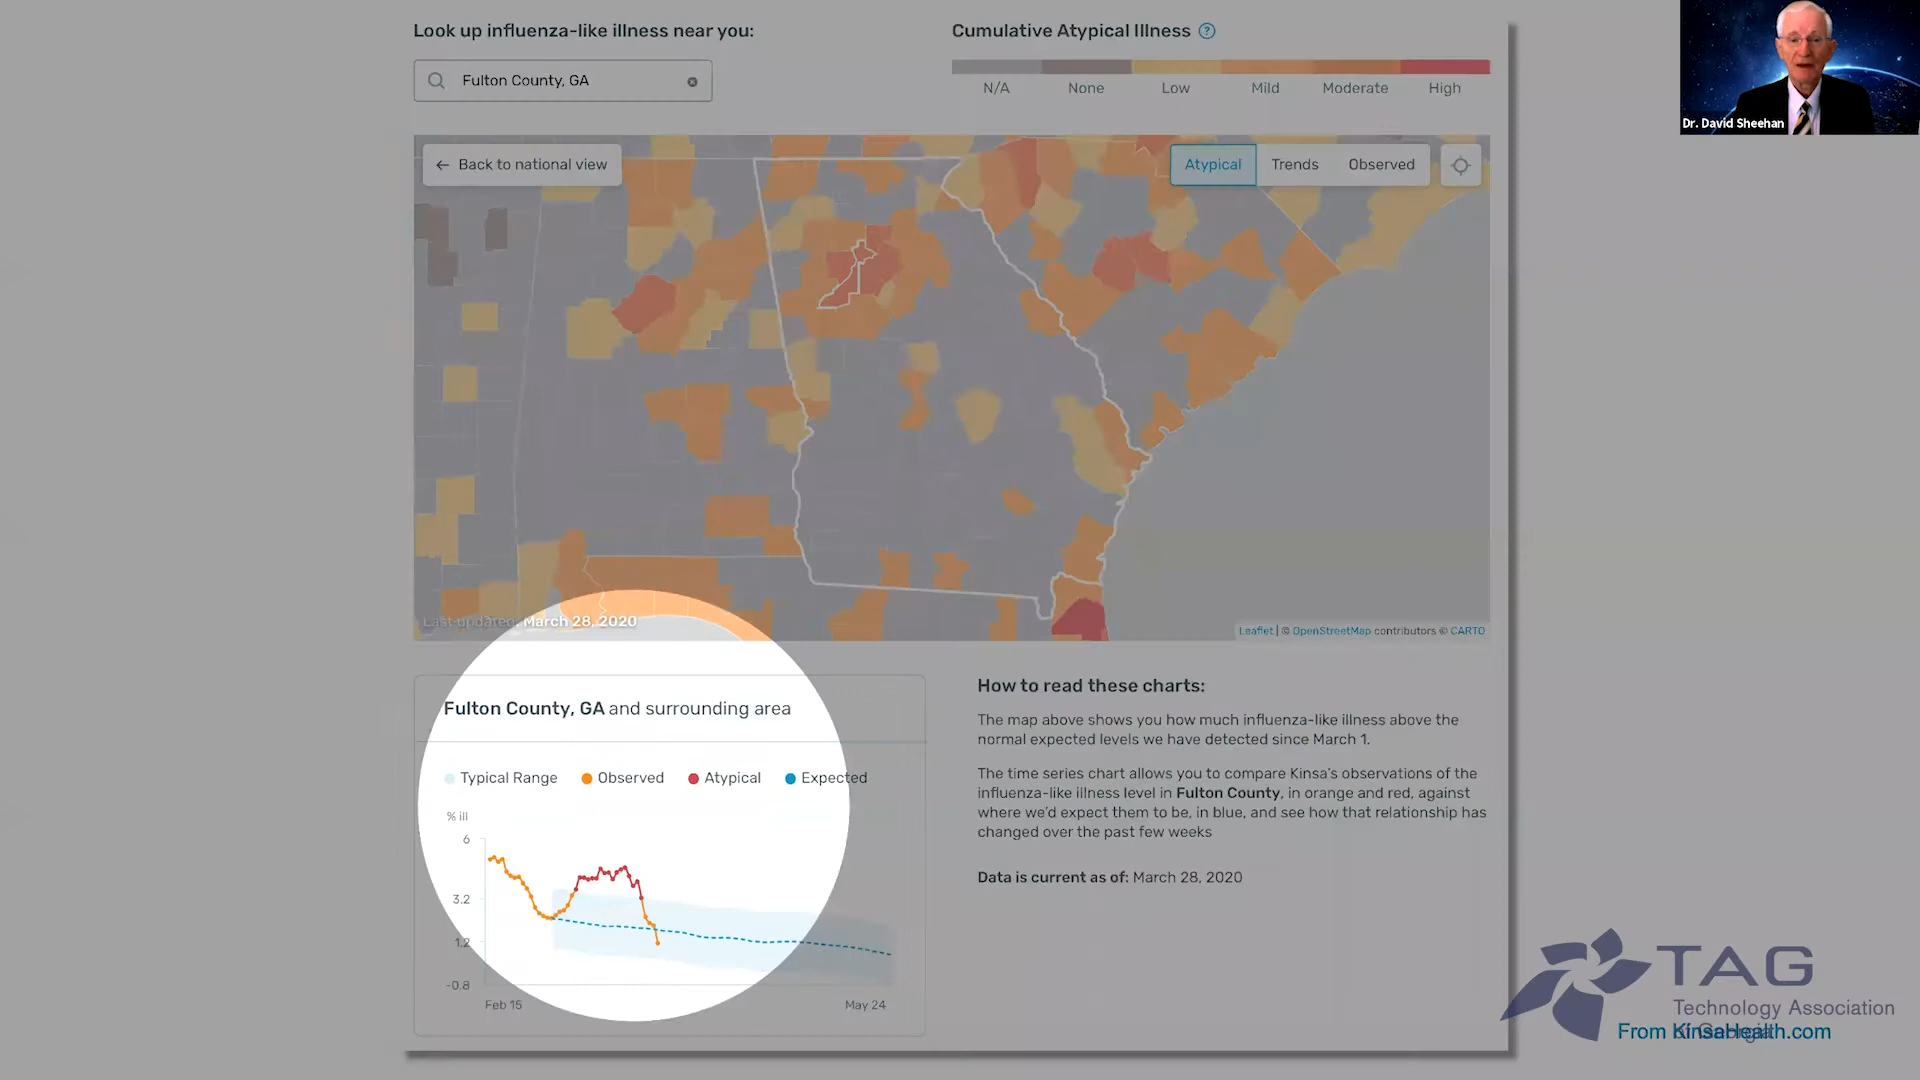 Look up influenza-like illness near you:
Fulton County, GA
Cumulative Atypical Illness ?
N/A None Low Mild Moderate High
Back to national view
Atypical Trends Observed
Dr. David Sheehan
Last updated: March 28, 2020
Leaflet | © OpenStreetMap contributors © CARTO
Fulton County, GA and surrounding area
Typical Range Observed Atypical Expected
% ill
6
3.2
1.2
-0.8
Feb 15 May 24
How to read these charts:
The map above shows you how much influenza-like illness above the
normal expected levels we have detected since March 1.
The time series chart allows you to compare Kinsa's observations of the
influenza-like illness level in Fulton County, in orange and red, against
where we'd expect them to be, in blue, and see how that relationship has
changed over the past few weeks
Data is current as of: March 28, 2020
TAG
Technology Association
of Georgia
From KinsaHealth.com